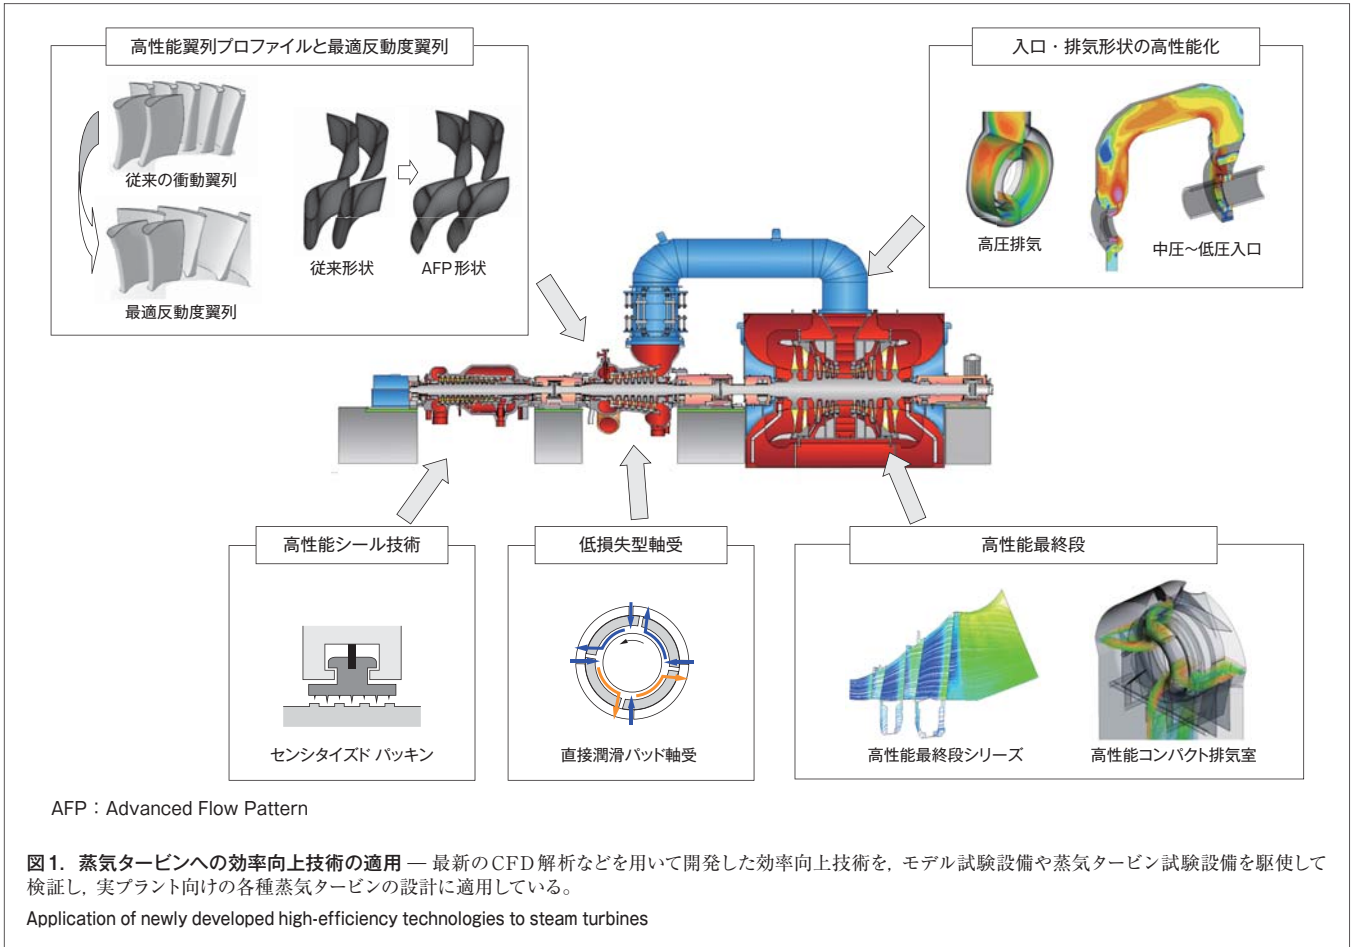 高性能翼列プロファイルと最適反動度翼列
従来の衝動翼列
最適反動度翼列
従来形状
AFP形状
入口・排気形状の高性能化
高圧排気
中圧～低圧入口
高性能シール技術
センシタイズド パッキン
低損失型軸受
直接潤滑パッド軸受
高性能最終段
高性能最終段シリーズ
高性能コンパクト排気室
AFP：Advanced Flow Pattern
図1. 蒸気タービンへの効率向上技術の適用 — 最新のCFD解析などを用いて開発した効率向上技術を，モデル試験設備や蒸気タービン試験設備を駆使して
検証し，実プラント向けの各種蒸気タービンの設計に適用している。
Application of newly developed high-efficiency technologies to steam turbines